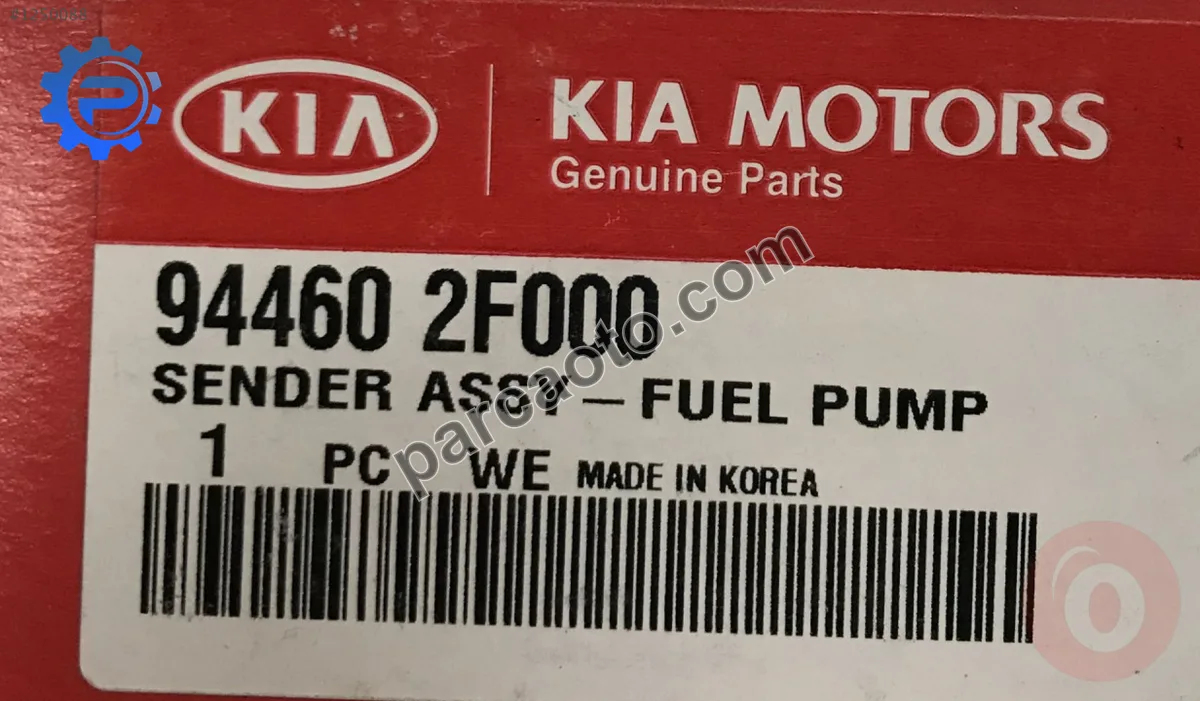 KIA
KIA MOTORS
Genuine Parts
94460 2F000
SENDER ASSY – FUEL PUMP
1 PC WE MADE IN KOREA
parcaoto.com